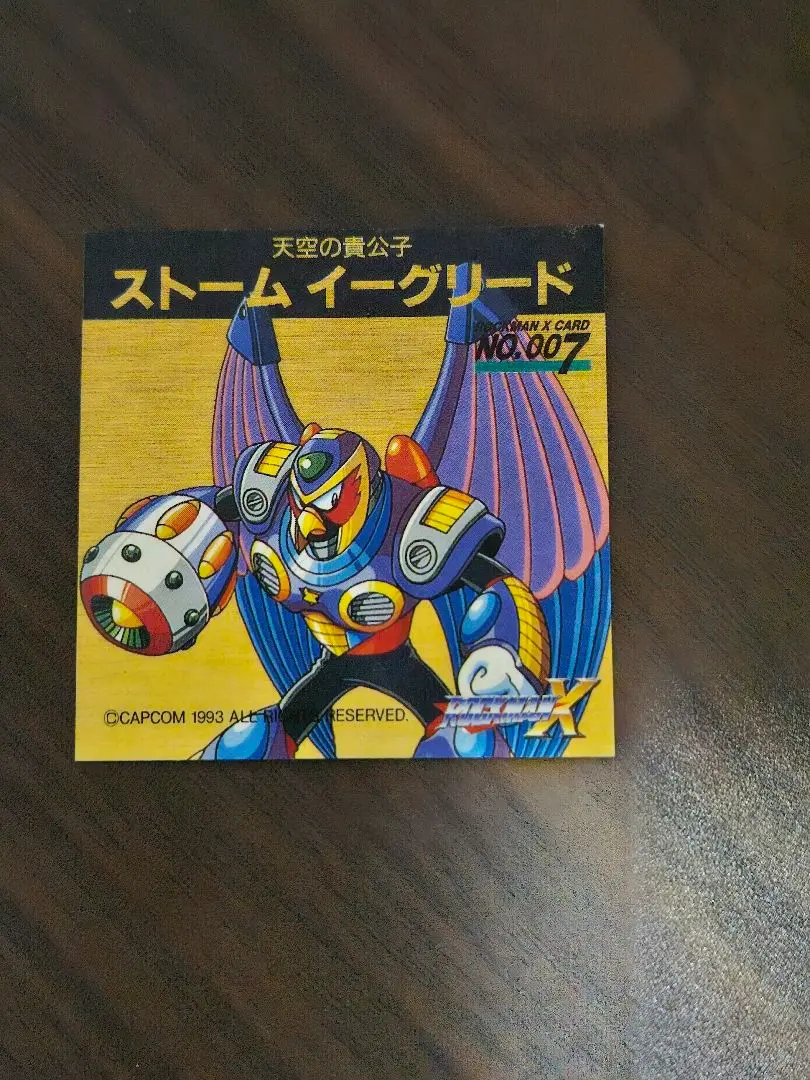 天空の貴公子
ストーム イーグリード
ROCKMAN X CARD
NO.007
©CAPCOM 1993 ALL RIGHTS RESERVED.
ROCKMAN X